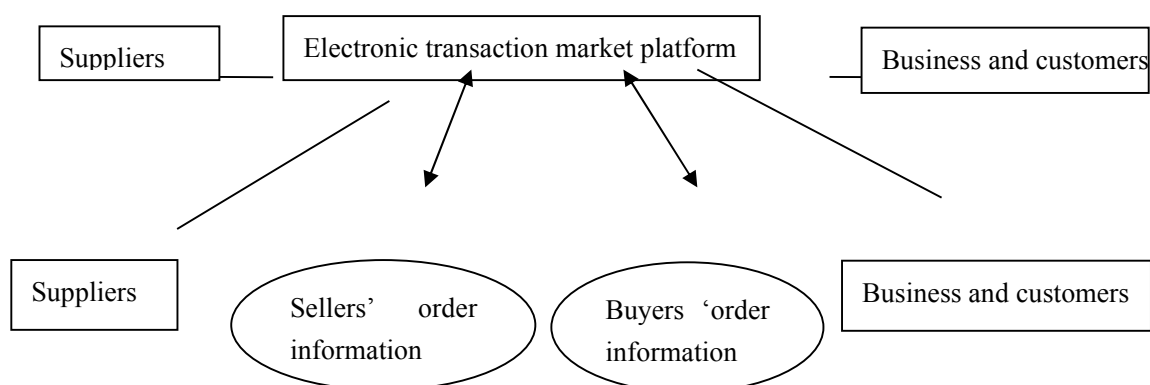 Suppliers
Electronic transaction market platform
Business and customers
Suppliers
Sellers’ order
information
Buyers ‘order
information
Business and customers